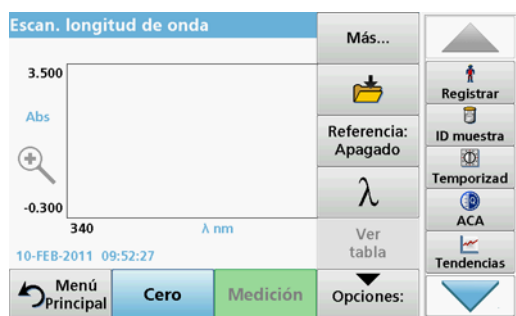 Escan. longitud de onda
3.500
Abs
-0.300
340
λ nm
10-FEB-2011 09:52:27
Menú
Principal
Cero
Medición
Más...
Referencia:
Apagado
λ
Ver
tabla
Opciones:
Registrar
ID muestra
Temporizad
ACA
Tendencias